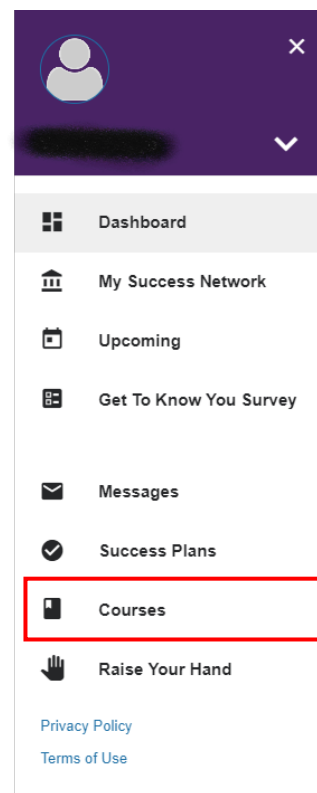 Dashboard
My Success Network
Upcoming
Get To Know You Survey
Messages
Success Plans
Courses
Raise Your Hand
Privacy Policy
Terms of Use